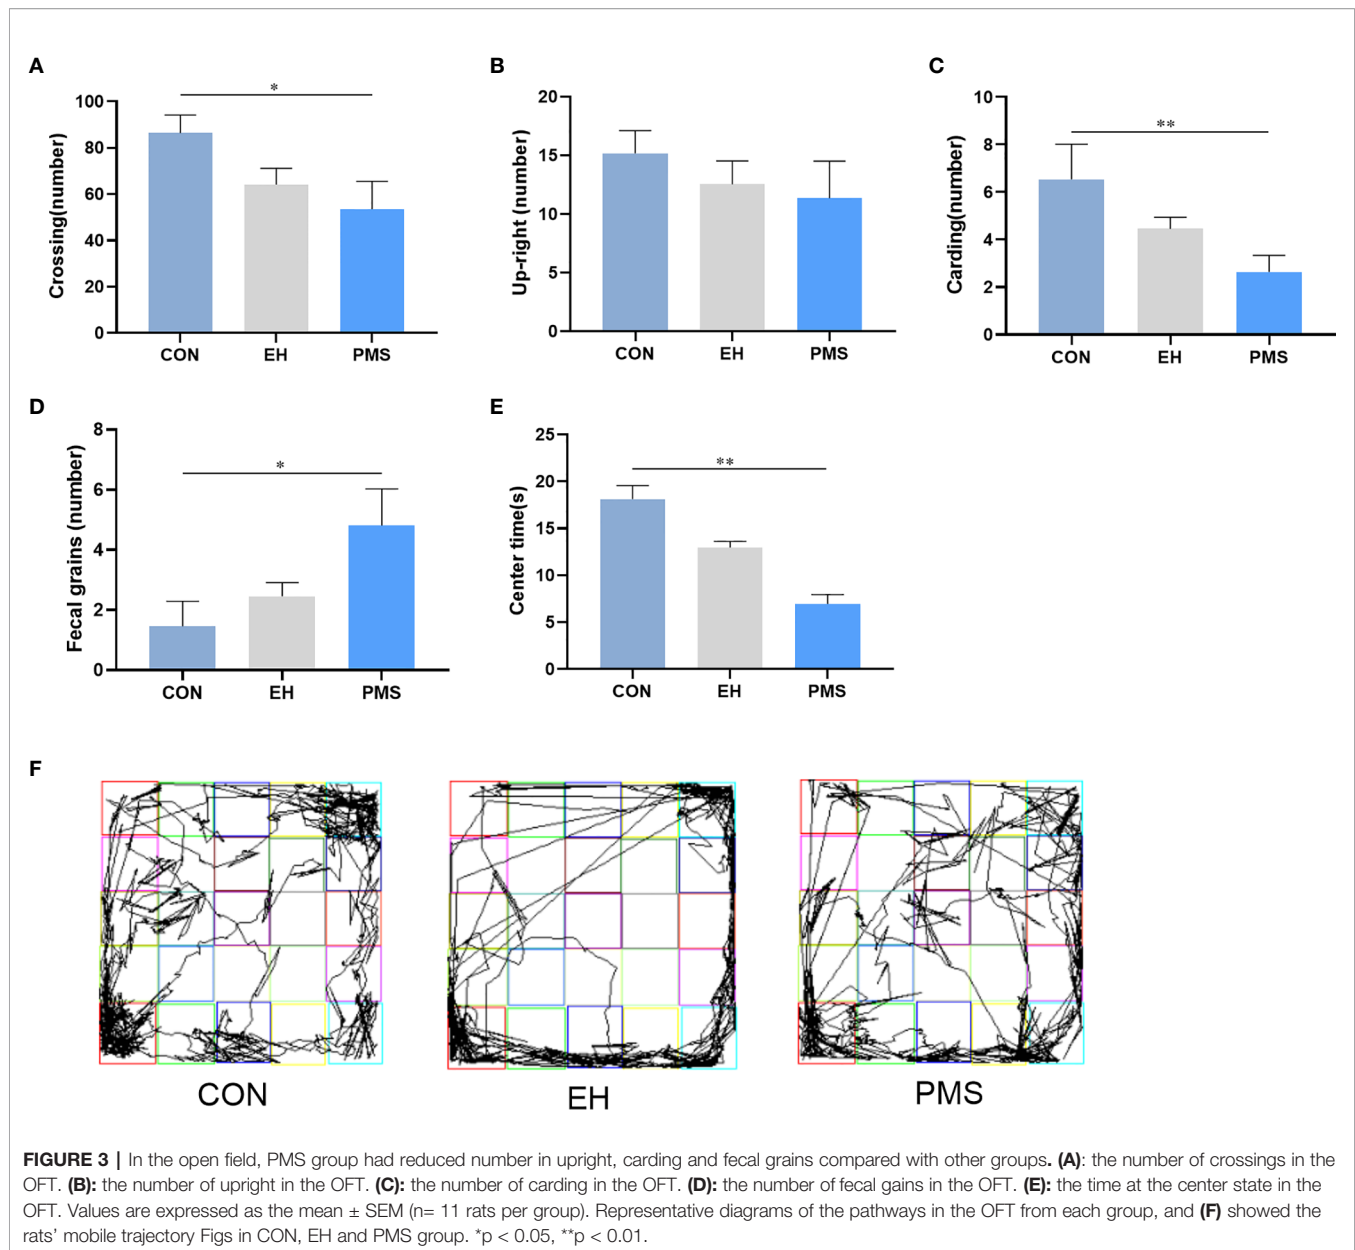 A
*
Crossing(number)
100
80
60
40
20
0
CON EH PMS
B
Up-right (number)
20
15
10
5
0
CON EH PMS
C
**
Carding(number)
10
8
6
4
2
0
CON EH PMS
D
*
Fecal grains (number)
8
6
4
2
0
CON EH PMS
E
**
Center time(s)
25
20
15
10
5
0
CON EH PMS
F
CON EH PMS
FIGURE 3 | In the open field, PMS group had reduced number in upright, carding and fecal grains compared with other groups. (A): the number of crossings in the
OFT. (B): the number of upright in the OFT. (C): the number of carding in the OFT. (D): the number of fecal gains in the OFT. (E): the time at the center state in the
OFT. Values are expressed as the mean ± SEM (n= 11 rats per group). Representative diagrams of the pathways in the OFT from each group, and (F) showed the
rats' mobile trajectory Figs in CON, EH and PMS group. *p < 0.05, **p < 0.01.